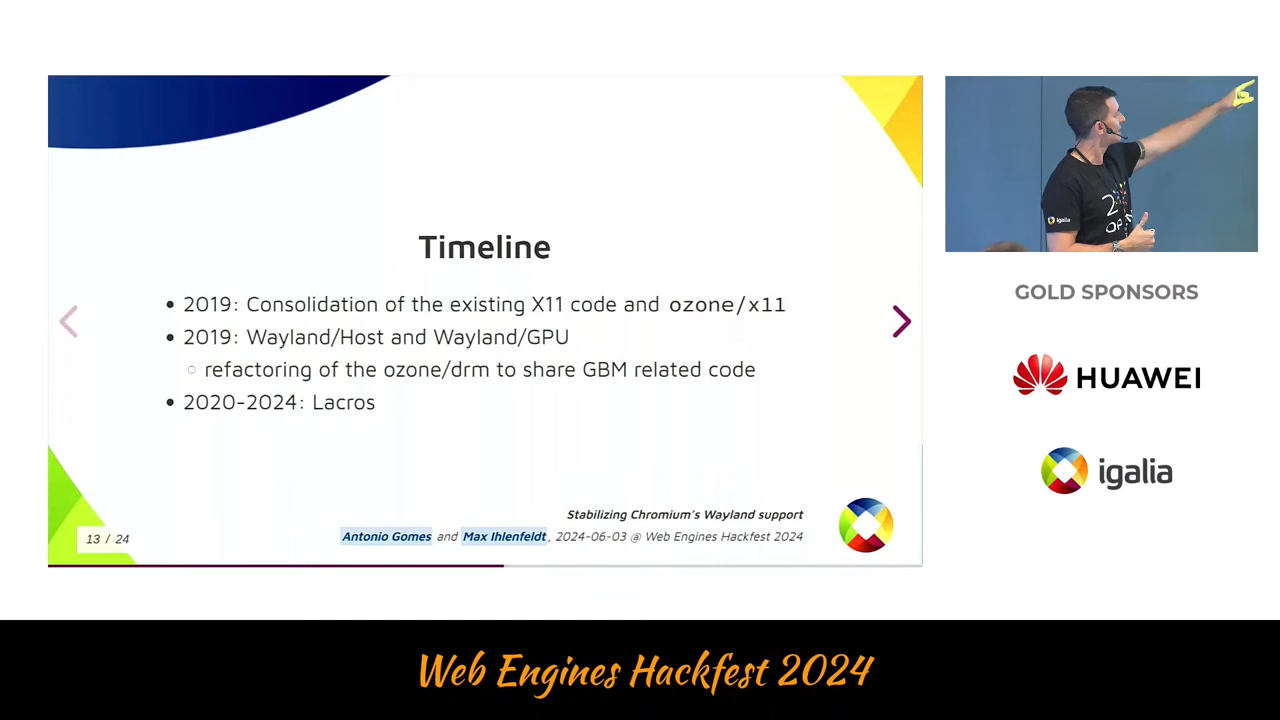 Timeline
• 2019: Consolidation of the existing X11 code and ozone/x11
• 2019: Wayland/Host and Wayland/GPU
○ refactoring of the ozone/drm to share GBM related code
• 2020-2024: Lacros
Stabilizing Chromium's Wayland support
Antonio Gomes and Max Ihlenfeldt, 2024-06-03 @ Web Engines Hackfest 2024
13 / 24
igalia
GOLD SPONSORS
HUAWEI
igalia
Web Engines Hackfest 2024